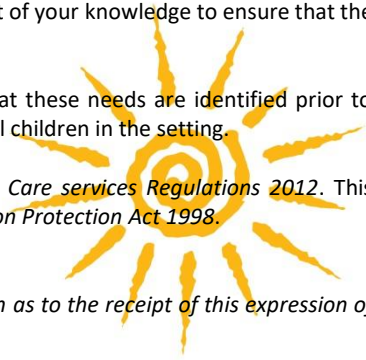 t of your knowledge to ensure that the
at these needs are identified prior to
l children in the setting.
Care services Regulations 2012. This
on Protection Act 1998.
n as to the receipt of this expression of